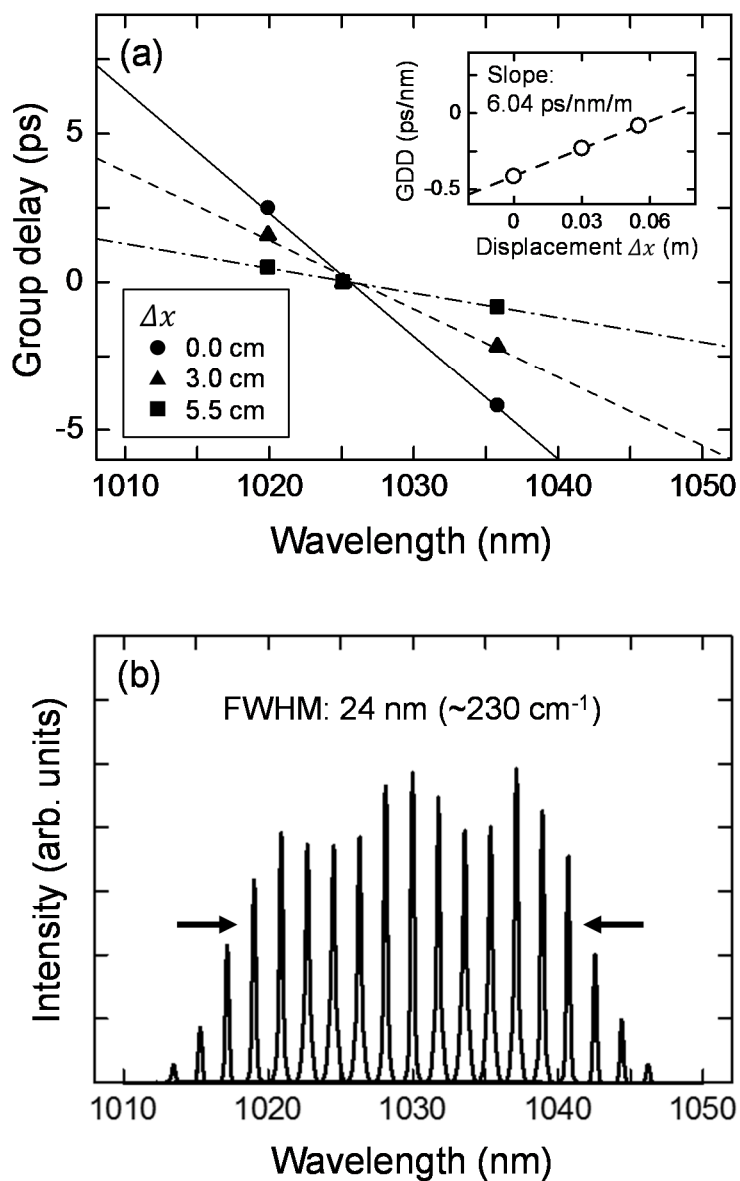 (a)
Slope:
6.04 ps/nm/m
GDD (ps/nm)
0
-0.5
0 0.03 0.06
Displacement Δx (m)
Group delay (ps)
5
0
-5
Δx
0.0 cm
3.0 cm
5.5 cm
1010 1020 1030 1040 1050
Wavelength (nm)
(b)
FWHM: 24 nm (~230 cm⁻¹)
Intensity (arb. units)
1010 1020 1030 1040 1050
Wavelength (nm)